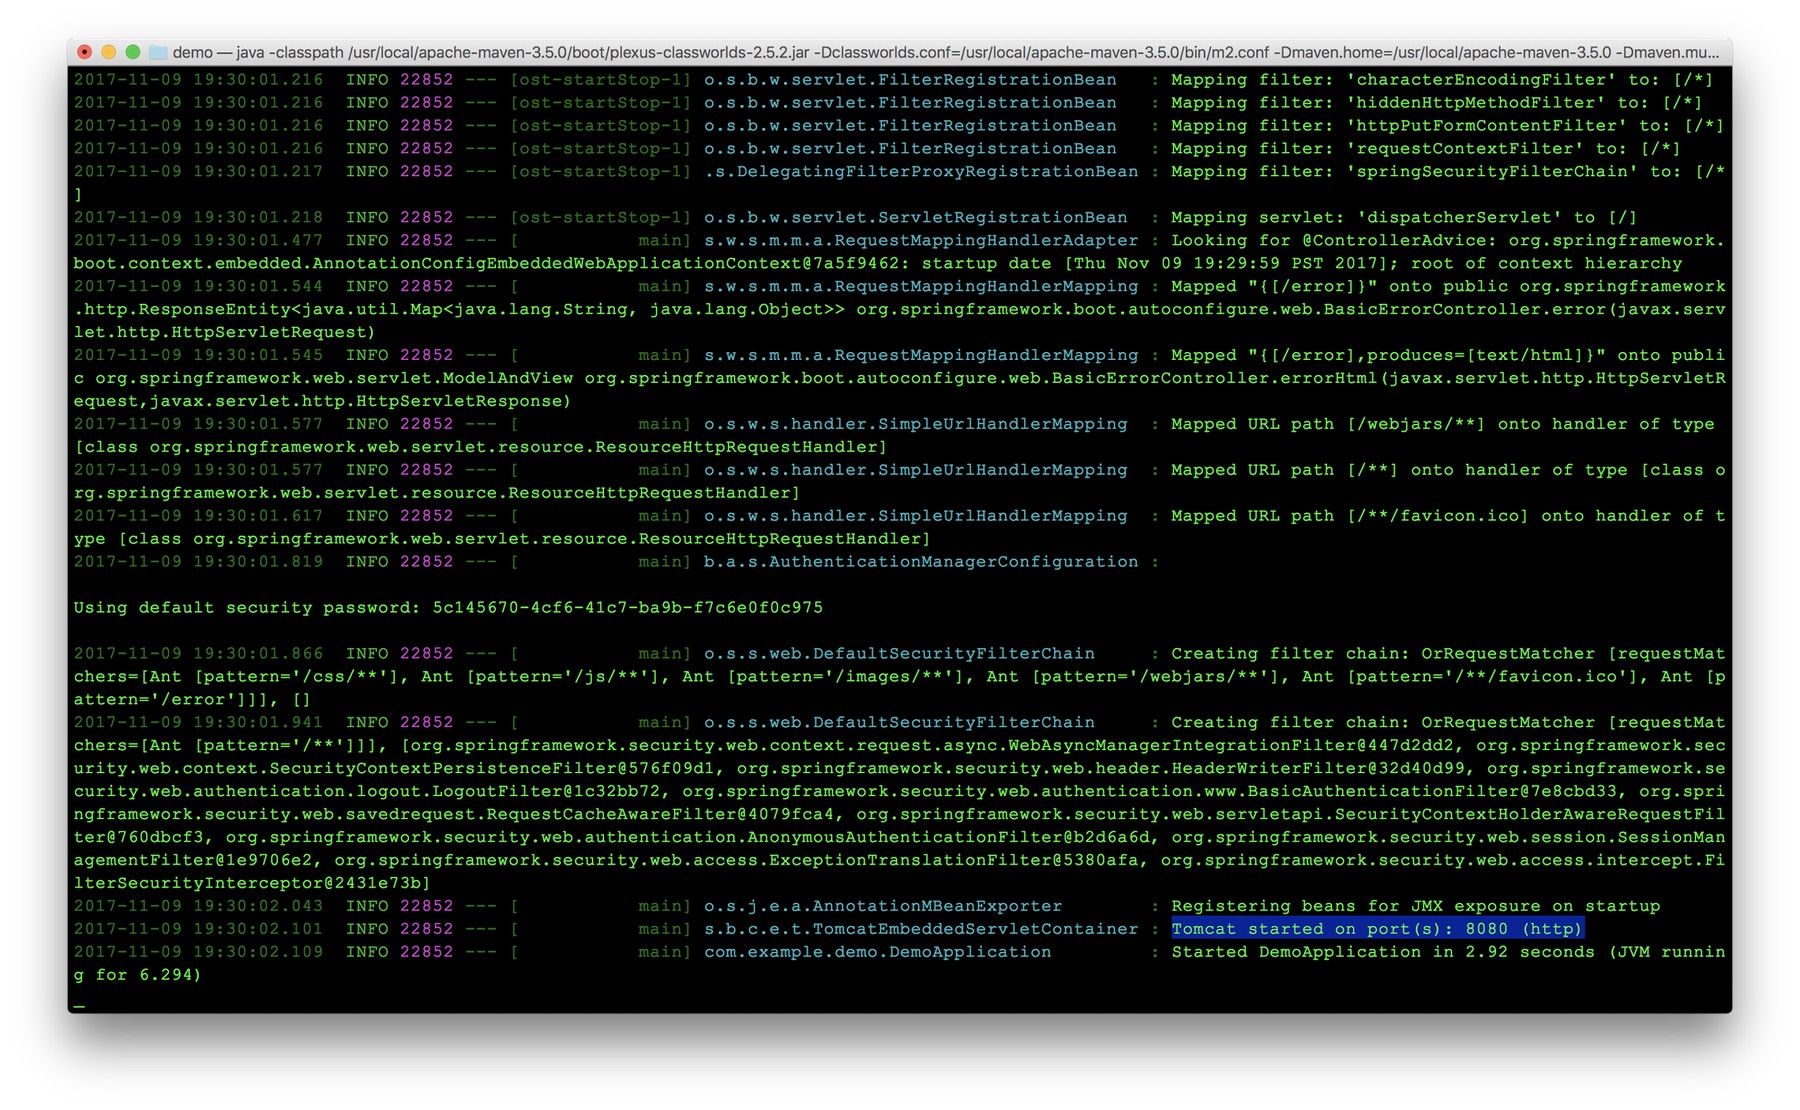 demo — java -classpath /usr/local/apache-maven-3.5.0/boot/plexus-classworlds-2.5.2.jar -Dclassworlds.conf=/usr/local/apache-maven-3.5.0/bin/m2.conf -Dmaven.home=/usr/local/apache-maven-3.5.0 -Dmaven.mu...
2017-11-09 19:30:01.216  INFO 22852 --- [ost-startStop-1] o.s.b.w.servlet.FilterRegistrationBean   : Mapping filter: 'characterEncodingFilter' to: [/*]
2017-11-09 19:30:01.216  INFO 22852 --- [ost-startStop-1] o.s.b.w.servlet.FilterRegistrationBean   : Mapping filter: 'hiddenHttpMethodFilter' to: [/*]
2017-11-09 19:30:01.216  INFO 22852 --- [ost-startStop-1] o.s.b.w.servlet.FilterRegistrationBean   : Mapping filter: 'httpPutFormContentFilter' to: [/*]
2017-11-09 19:30:01.216  INFO 22852 --- [ost-startStop-1] o.s.b.w.servlet.FilterRegistrationBean   : Mapping filter: 'requestContextFilter' to: [/*]
2017-11-09 19:30:01.217  INFO 22852 --- [ost-startStop-1] .s.DelegatingFilterProxyRegistrationBean : Mapping filter: 'springSecurityFilterChain' to: [/*
]
2017-11-09 19:30:01.218  INFO 22852 --- [ost-startStop-1] o.s.b.w.servlet.ServletRegistrationBean  : Mapping servlet: 'dispatcherServlet' to [/]
2017-11-09 19:30:01.477  INFO 22852 --- [           main] s.w.s.m.m.a.RequestMappingHandlerAdapter : Looking for @ControllerAdvice: org.springframework.
boot.context.embedded.AnnotationConfigEmbeddedWebApplicationContext@7a5f9462: startup date [Thu Nov 09 19:29:59 PST 2017]; root of context hierarchy
2017-11-09 19:30:01.544  INFO 22852 --- [           main] s.w.s.m.m.a.RequestMappingHandlerMapping : Mapped "{[/error]}" onto public org.springframework
.http.ResponseEntity<java.util.Map<java.lang.String, java.lang.Object>> org.springframework.boot.autoconfigure.web.BasicErrorController.error(javax.serv
let.http.HttpServletRequest)
2017-11-09 19:30:01.545  INFO 22852 --- [           main] s.w.s.m.m.a.RequestMappingHandlerMapping : Mapped "{[/error],produces=[text/html]}" onto publi
c org.springframework.web.servlet.ModelAndView org.springframework.boot.autoconfigure.web.BasicErrorController.errorHtml(javax.servlet.http.HttpServletR
equest,javax.servlet.http.HttpServletResponse)
2017-11-09 19:30:01.577  INFO 22852 --- [           main] o.s.w.s.handler.SimpleUrlHandlerMapping  : Mapped URL path [/webjars/**] onto handler of type
[class org.springframework.web.servlet.resource.ResourceHttpRequestHandler]
2017-11-09 19:30:01.577  INFO 22852 --- [           main] o.s.w.s.handler.SimpleUrlHandlerMapping  : Mapped URL path [/**] onto handler of type [class o
rg.springframework.web.servlet.resource.ResourceHttpRequestHandler]
2017-11-09 19:30:01.617  INFO 22852 --- [           main] o.s.w.s.handler.SimpleUrlHandlerMapping  : Mapped URL path [/**/favicon.ico] onto handler of t
ype [class org.springframework.web.servlet.resource.ResourceHttpRequestHandler]
2017-11-09 19:30:01.819  INFO 22852 --- [           main] b.a.s.AuthenticationManagerConfiguration :
Using default security password: 5c145670-4cf6-41c7-ba9b-f7c6e0f0c975
2017-11-09 19:30:01.866  INFO 22852 --- [           main] o.s.s.web.DefaultSecurityFilterChain     : Creating filter chain: OrRequestMatcher [requestMat
chers=[Ant [pattern='/css/**'], Ant [pattern='/js/**'], Ant [pattern='/images/**'], Ant [pattern='/webjars/**'], Ant [pattern='/**/favicon.ico'], Ant [p
attern='/error']]], []
2017-11-09 19:30:01.941  INFO 22852 --- [           main] o.s.s.web.DefaultSecurityFilterChain     : Creating filter chain: OrRequestMatcher [requestMat
chers=[Ant [pattern='/**']]], [org.springframework.security.web.context.request.async.WebAsyncManagerIntegrationFilter@447d2dd2, org.springframework.sec
urity.web.context.SecurityContextPersistenceFilter@576f09d1, org.springframework.security.web.header.HeaderWriterFilter@32d40d99, org.springframework.se
curity.web.authentication.logout.LogoutFilter@1c32bb72, org.springframework.security.web.authentication.www.BasicAuthenticationFilter@7e8cbd33, org.spri
ngframework.security.web.savedrequest.RequestCacheAwareFilter@4079fca4, org.springframework.security.web.servletapi.SecurityContextHolderAwareRequestFil
ter@760dbcf3, org.springframework.security.web.authentication.AnonymousAuthenticationFilter@b2d6a6d, org.springframework.security.web.session.SessionMan
agementFilter@1e9706e2, org.springframework.security.web.access.ExceptionTranslationFilter@5380afa, org.springframework.security.web.access.intercept.Fi
lterSecurityInterceptor@2431e73b]
2017-11-09 19:30:02.043  INFO 22852 --- [           main] o.s.j.e.a.AnnotationMBeanExporter        : Registering beans for JMX exposure on startup
2017-11-09 19:30:02.101  INFO 22852 --- [           main] s.b.c.e.t.TomcatEmbeddedServletContainer : Tomcat started on port(s): 8080 (http)
2017-11-09 19:30:02.109  INFO 22852 --- [           main] com.example.demo.DemoApplication         : Started DemoApplication in 2.92 seconds (JVM runnin
g for 6.294)